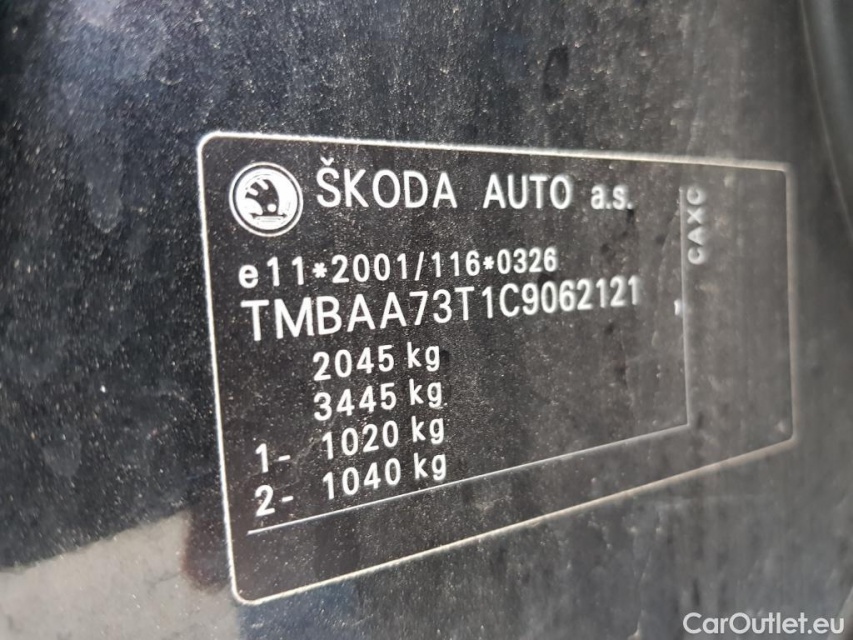 ŠKODA AUTO a.s.
CAXC
e11*2001/116*0326
TMBAA73T1C9062121
2045 kg
3445 kg
1- 1020 kg
2- 1040 kg
CarOutlet.eu